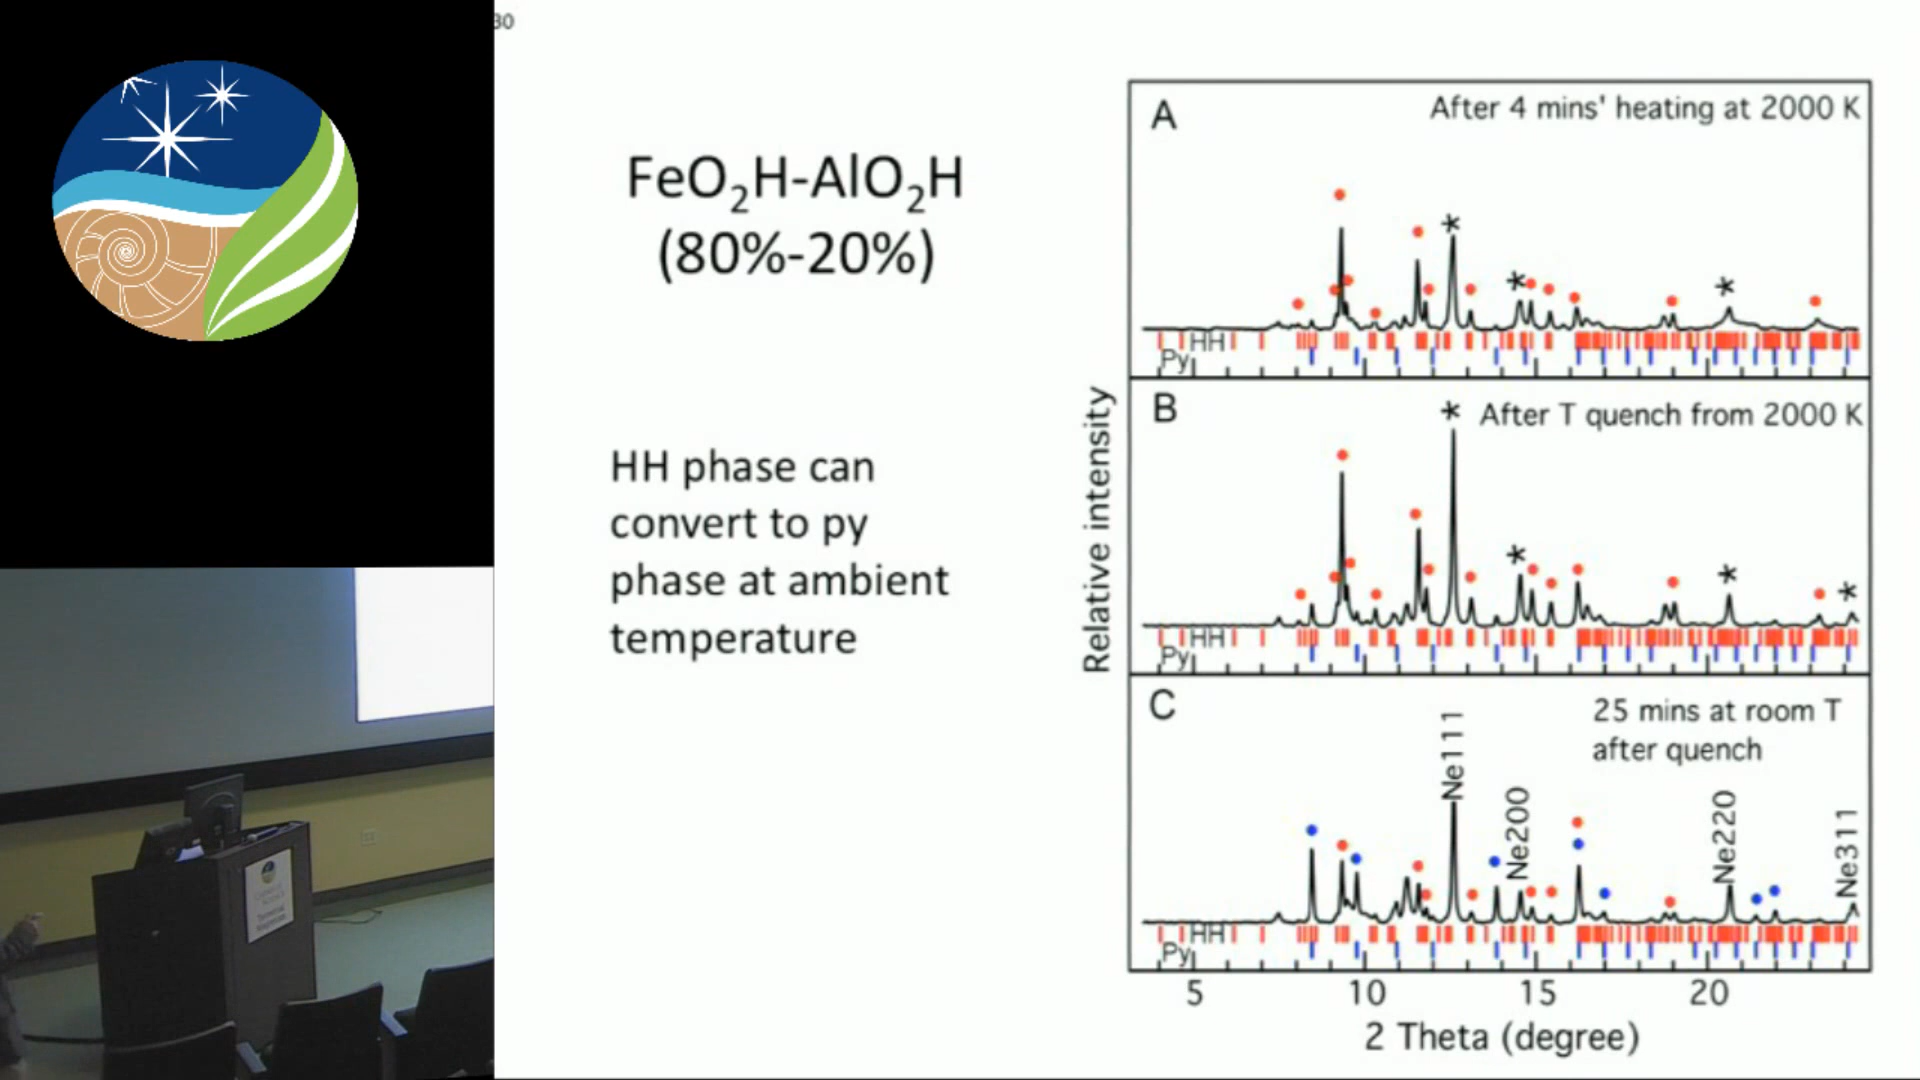 30
FeO₂H-AlO₂H
(80%-20%)
HH phase can
convert to py
phase at ambient
temperature
Relative intensity
A
After 4 mins' heating at 2000 K
*
*
*
HH
Py
B
* After T quench from 2000 K
*
*
*
HH
Py
C
25 mins at room T
after quench
Ne111
Ne200
Ne220
Ne311
HH
Py
5 10 15 20
2 Theta (degree)